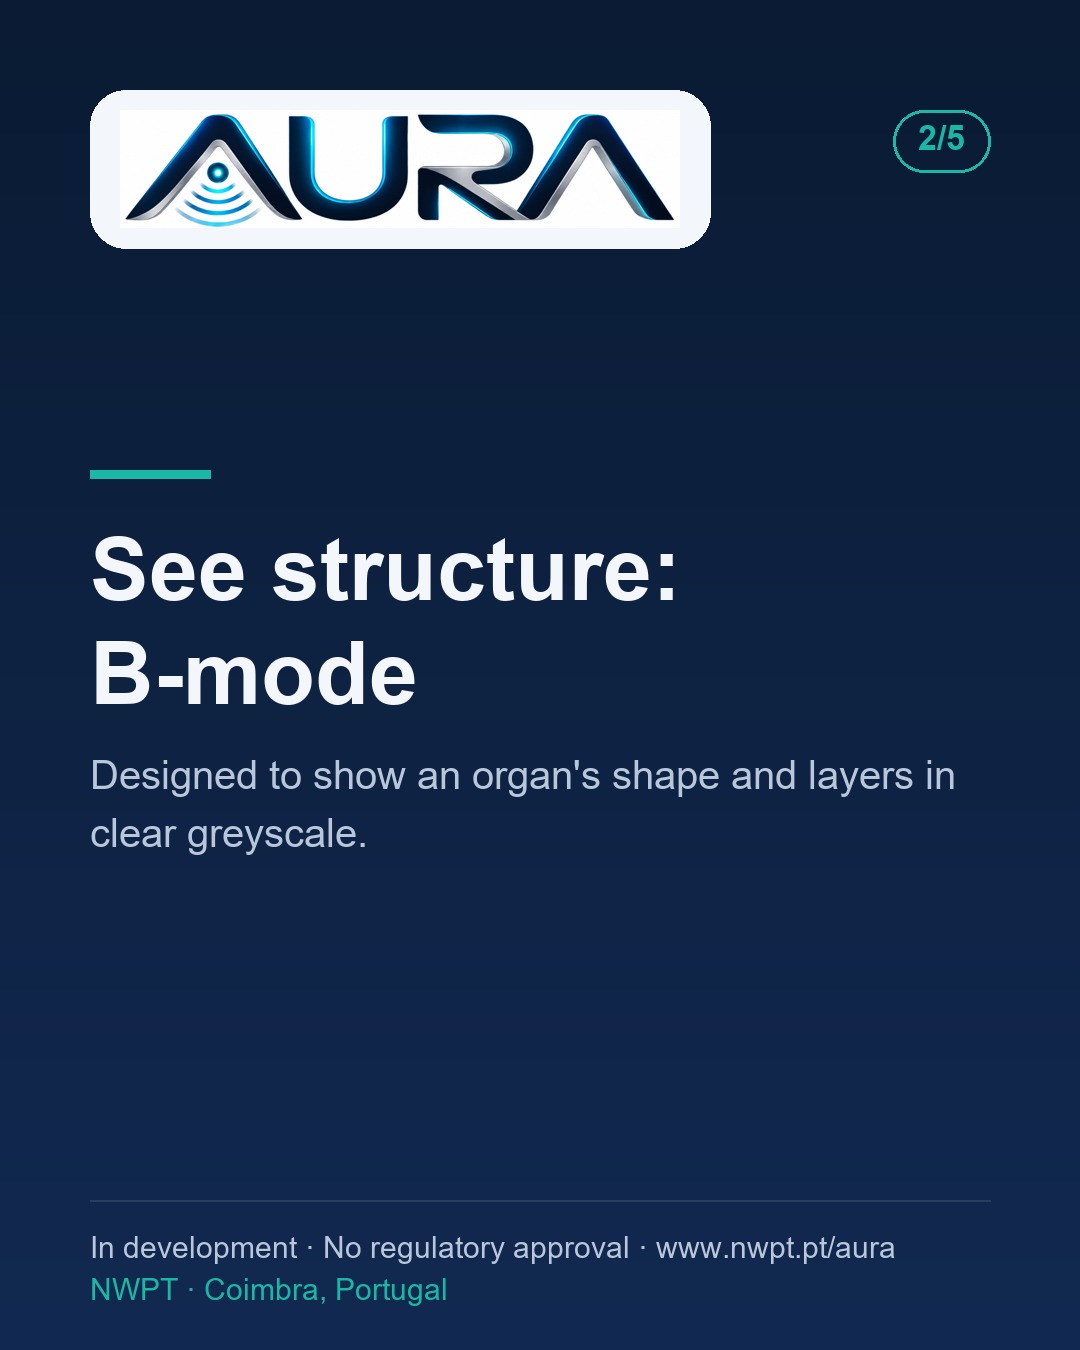 AURA
2/5
See structure:
B-mode
Designed to show an organ's shape and layers in
clear greyscale.
In development · No regulatory approval · www.nwpt.pt/aura
NWPT · Coimbra, Portugal